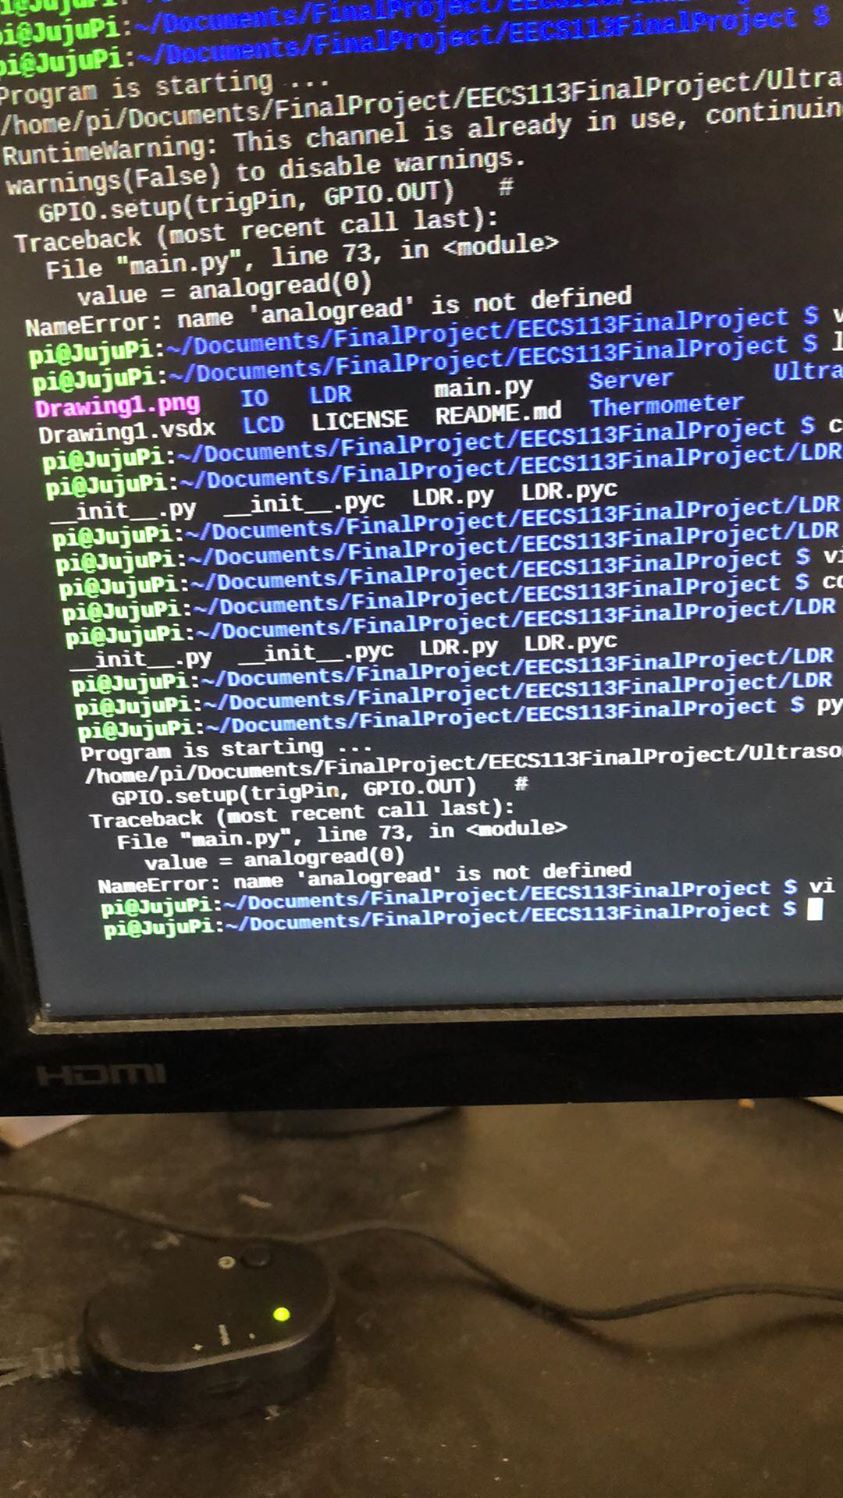 pi@JujuPi:~/Documents/FinalProject/EECS113FinalProject $
pi@JujuPi:~/Documents/FinalProject/EECS113FinalProject $
Program is starting ...
/home/pi/Documents/FinalProject/EECS113FinalProject/Ultra
RuntimeWarning: This channel is already in use, continuin
warnings(False) to disable warnings.
GPIO.setup(trigPin, GPIO.OUT) #
Traceback (most recent call last):
File "main.py", line 73, in <module>
value = analogread(0)
NameError: name 'analogread' is not defined
pi@JujuPi:~/Documents/FinalProject/EECS113FinalProject $ v
pi@JujuPi:~/Documents/FinalProject/EECS113FinalProject $ l
Drawing1.png IO LDR main.py Server Ultra
Drawing1.vsdx LCD LICENSE README.md Thermometer
pi@JujuPi:~/Documents/FinalProject/EECS113FinalProject $ c
pi@JujuPi:~/Documents/FinalProject/EECS113FinalProject/LDR
__init__.py __init__.pyc LDR.py LDR.pyc
pi@JujuPi:~/Documents/FinalProject/EECS113FinalProject/LDR
pi@JujuPi:~/Documents/FinalProject/EECS113FinalProject/LDR
pi@JujuPi:~/Documents/FinalProject/EECS113FinalProject $ vi
pi@JujuPi:~/Documents/FinalProject/EECS113FinalProject $ cd
pi@JujuPi:~/Documents/FinalProject/EECS113FinalProject/LDR
__init__.py __init__.pyc LDR.py LDR.pyc
pi@JujuPi:~/Documents/FinalProject/EECS113FinalProject/LDR
pi@JujuPi:~/Documents/FinalProject/EECS113FinalProject/LDR
pi@JujuPi:~/Documents/FinalProject/EECS113FinalProject $ py
Program is starting ...
/home/pi/Documents/FinalProject/EECS113FinalProject/Ultraso
GPIO.setup(trigPin, GPIO.OUT) #
Traceback (most recent call last):
File "main.py", line 73, in <module>
value = analogread(0)
NameError: name 'analogread' is not defined
pi@JujuPi:~/Documents/FinalProject/EECS113FinalProject $ vi
pi@JujuPi:~/Documents/FinalProject/EECS113FinalProject $
HDMI